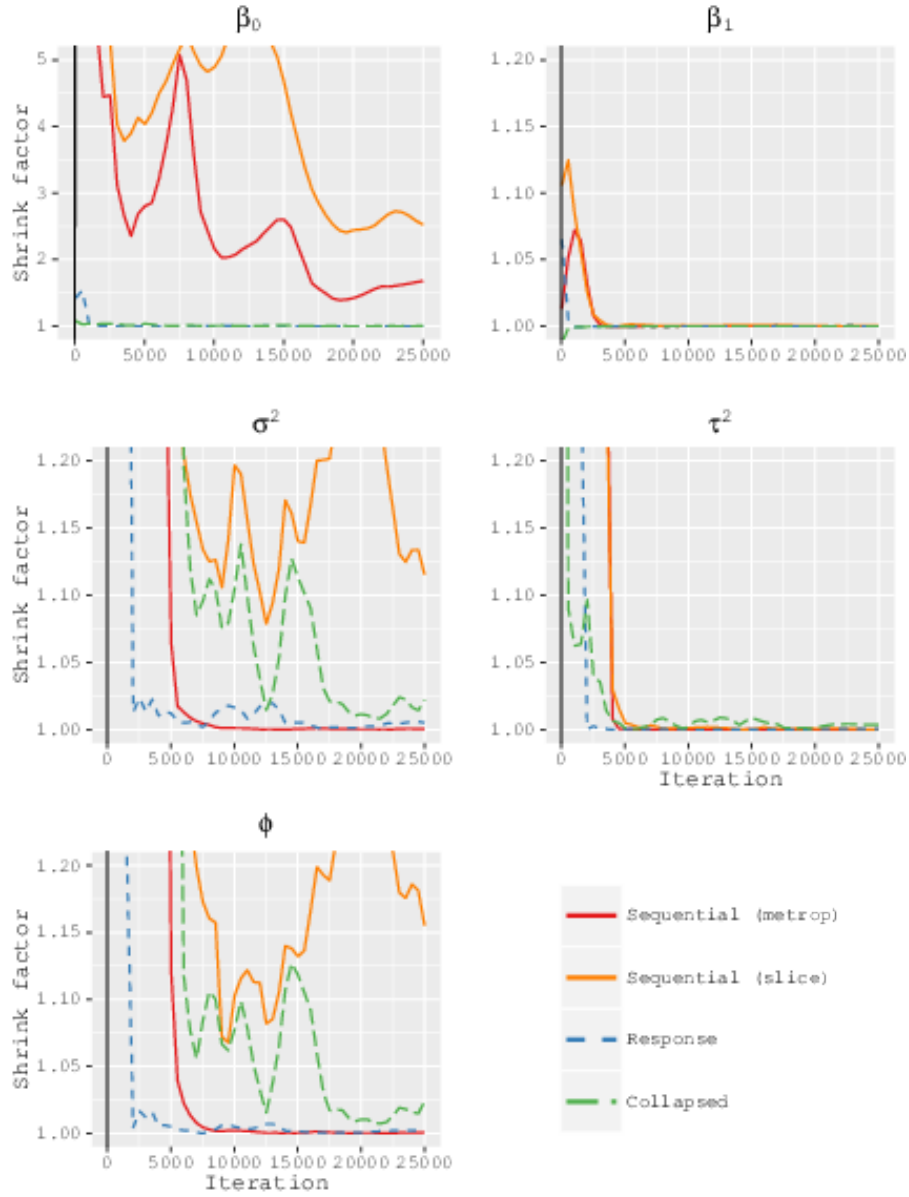 β₀
β₁
5
4
3
2
1
Shrink factor
0 5000 10000 15000 20000 25000
1.20
1.15
1.10
1.05
1.00
0 5000 10000 15000 20000 25000
σ²
τ²
1.20
1.15
1.10
1.05
1.00
Shrink factor
0 5000 10000 15000 20000 25000
1.20
1.15
1.10
1.05
1.00
0 5000 10000 15000 20000 25000
Iteration
ϕ
1.20
1.15
1.10
1.05
1.00
Shrink factor
0 5000 10000 15000 20000 25000
Iteration
Sequential (metrop)
Sequential (slice)
Response
Collapsed